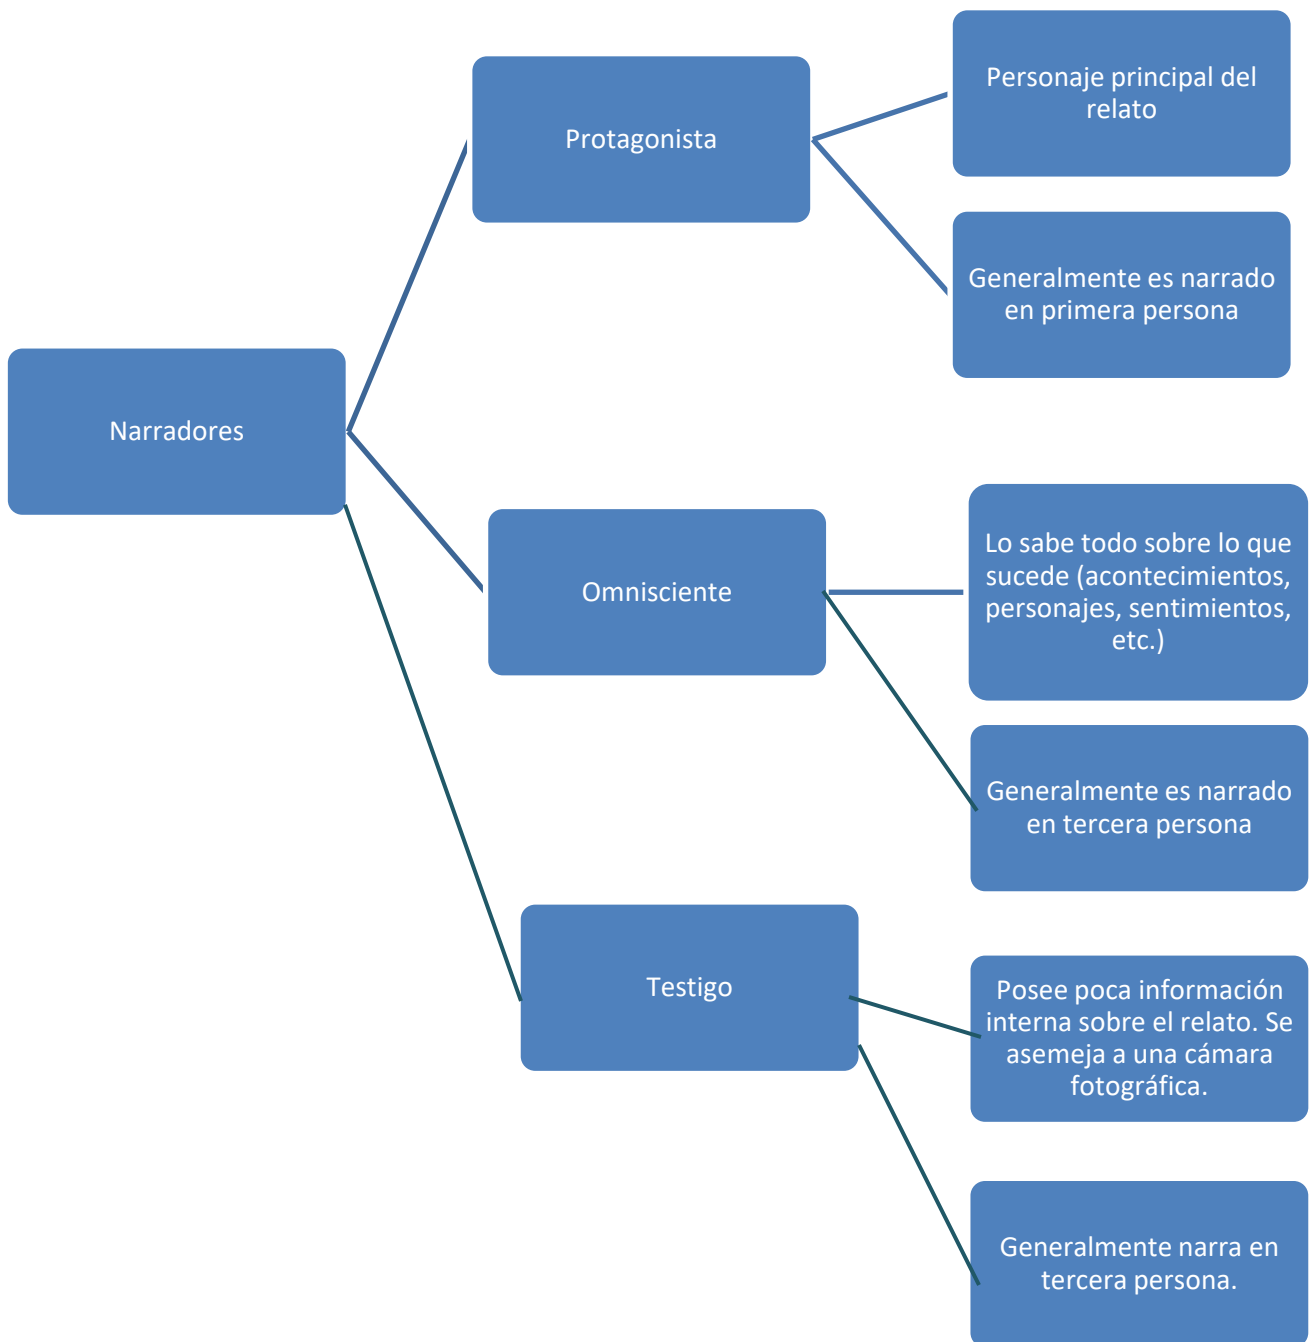 Narradores
Protagonista
Personaje principal del
relato
Generalmente es narrado
en primera persona
Omnisciente
Lo sabe todo sobre lo que
sucede (acontecimientos,
personajes, sentimientos,
etc.)
Generalmente es narrado
en tercera persona
Testigo
Posee poca información
interna sobre el relato. Se
asemeja a una cámara
fotográfica.
Generalmente narra en
tercera persona.